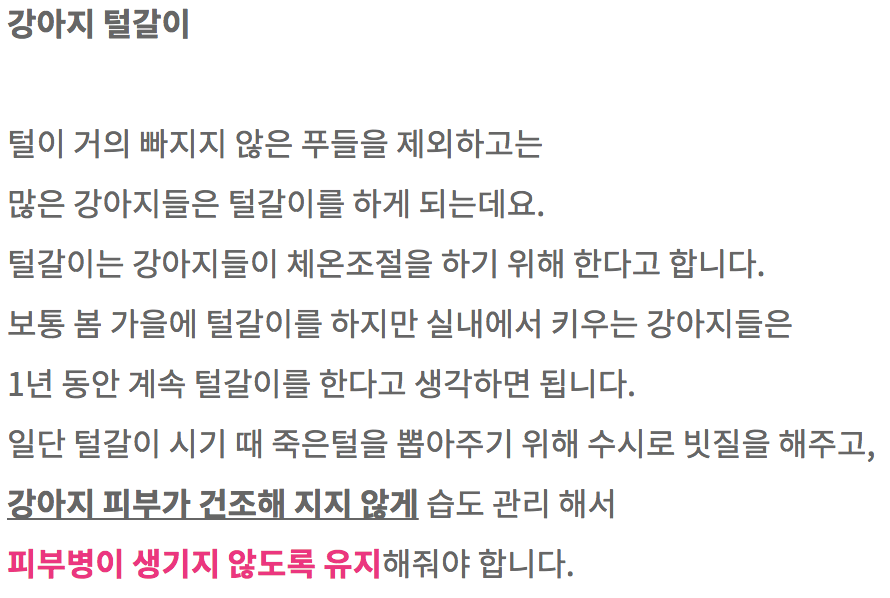 강아지 털갈이
털이 거의 빠지지 않은 푸들을 제외하고는
많은 강아지들은 털갈이를 하게 되는데요.
털갈이는 강아지들이 체온조절을 하기 위해 한다고 합니다.
보통 봄 가을에 털갈이를 하지만 실내에서 키우는 강아지들은
1년 동안 계속 털갈이를 한다고 생각하면 됩니다.
일단 털갈이 시기 때 죽은털을 뽑아주기 위해 수시로 빗질을 해주고,
강아지 피부가 건조해 지지 않게 습도 관리 해서
피부병이 생기지 않도록 유지해줘야 합니다.